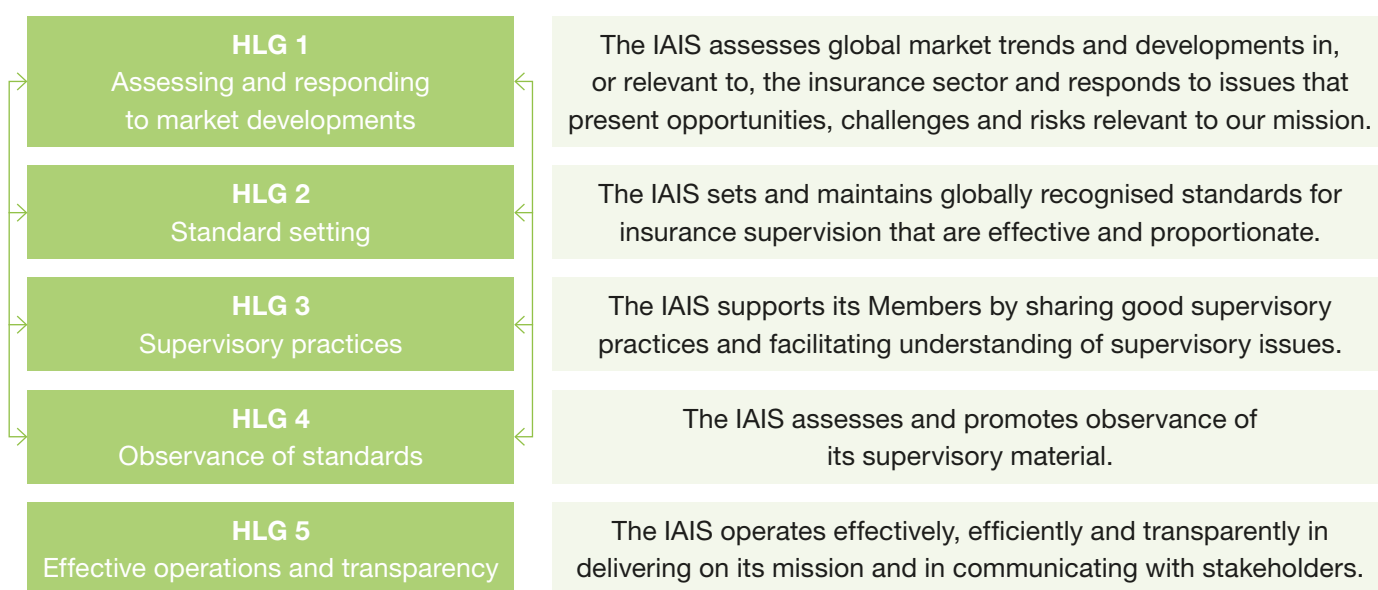 HLG 1
Assessing and responding
to market developments
The IAIS assesses global market trends and developments in,
or relevant to, the insurance sector and responds to issues that
present opportunities, challenges and risks relevant to our mission.
HLG 2
Standard setting
The IAIS sets and maintains globally recognised standards for
insurance supervision that are effective and proportionate.
HLG 3
Supervisory practices
The IAIS supports its Members by sharing good supervisory
practices and facilitating understanding of supervisory issues.
HLG 4
Observance of standards
The IAIS assesses and promotes observance of
its supervisory material.
HLG 5
Effective operations and transparency
The IAIS operates effectively, efficiently and transparently in
delivering on its mission and in communicating with stakeholders.